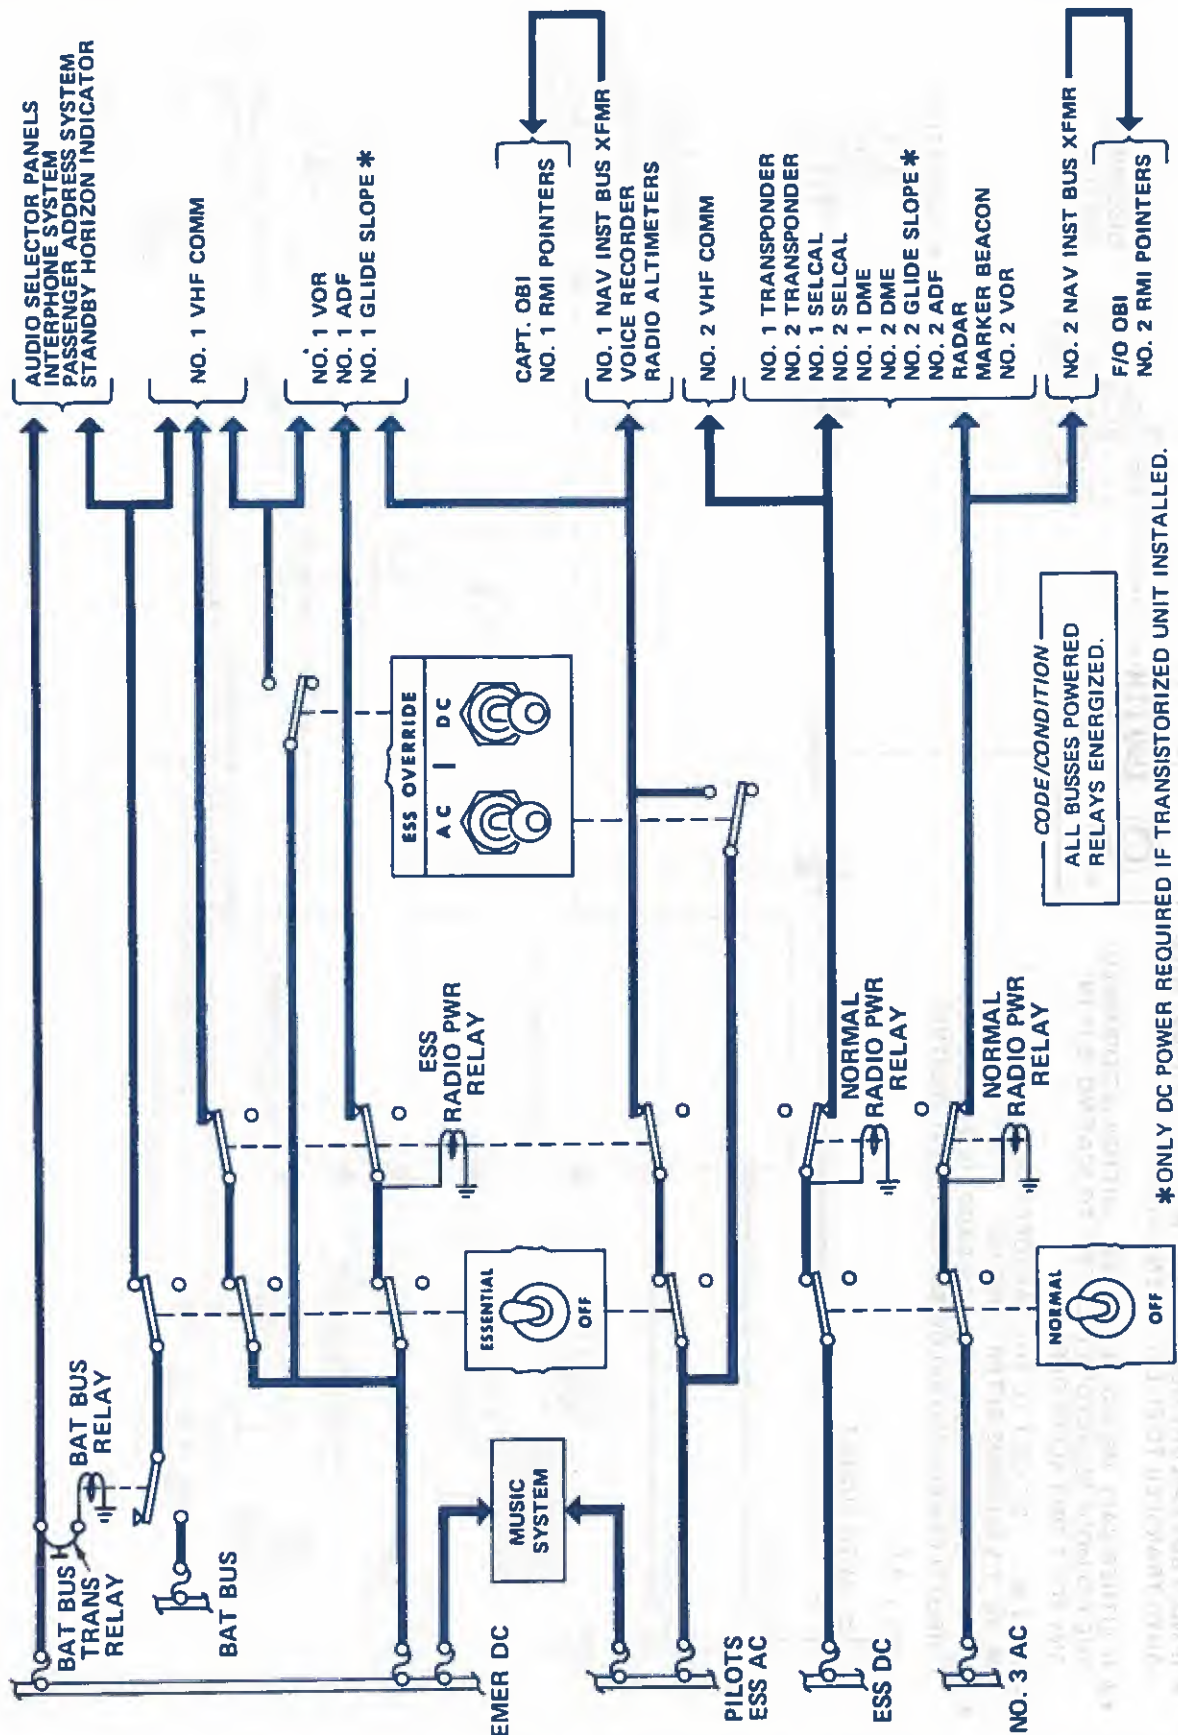 AUDIO SELECTOR PANELS
INTERPHONE SYSTEM
PASSENGER ADDRESS SYSTEM
STANDBY HORIZON INDICATOR
NO. 1 VHF COMM
NO. 1 VOR
NO. 1 ADF
NO. 1 GLIDE SLOPE *
CAPT. OBI
NO. 1 RMI POINTERS
NO. 1 NAV INST BUS XFMR
VOICE RECORDER
RADIO ALTIMETERS
NO. 2 VHF COMM
NO. 1 TRANSPONDER
NO. 2 TRANSPONDER
NO. 1 SELCAL
NO. 2 SELCAL
NO. 1 DME
NO. 2 DME
NO. 2 GLIDE SLOPE *
NO. 2 ADF
RADAR
MARKER BEACON
NO. 2 VOR
NO. 2 NAV INST BUS XFMR
F/O OBI
NO. 2 RMI POINTERS
BAT BUS
TRANS
RELAY
BAT BUS
RELAY
BAT BUS
EMER DC
MUSIC
SYSTEM
PILOTS
ESS AC
ESS DC
NO. 3 AC
ESSENTIAL
OFF
NORMAL
OFF
ESS
RADIO PWR
RELAY
NORMAL
RADIO PWR
RELAY
NORMAL
RADIO PWR
RELAY
ESS OVERRIDE
AC | DC
CODE/CONDITION
ALL BUSSES POWERED
RELAYS ENERGIZED.
*ONLY DC POWER REQUIRED IF TRANSISTORIZED UNIT INSTALLED.